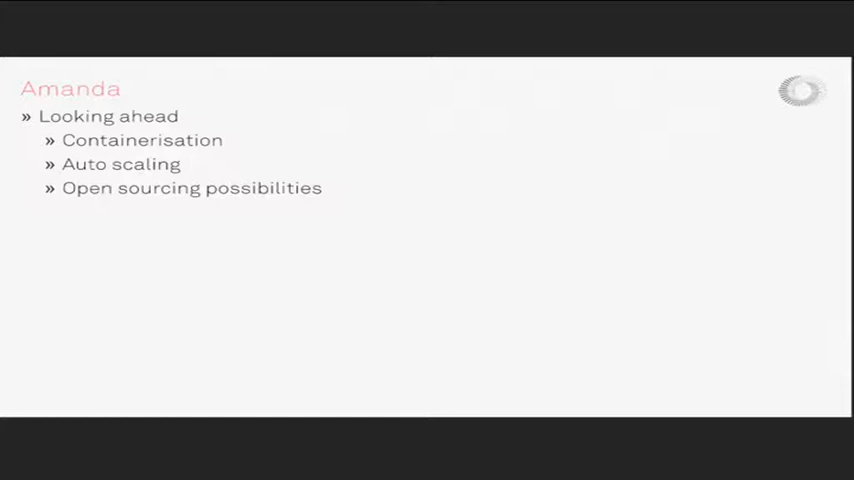 Amanda
» Looking ahead
» Containerisation
» Auto scaling
» Open sourcing possibilities